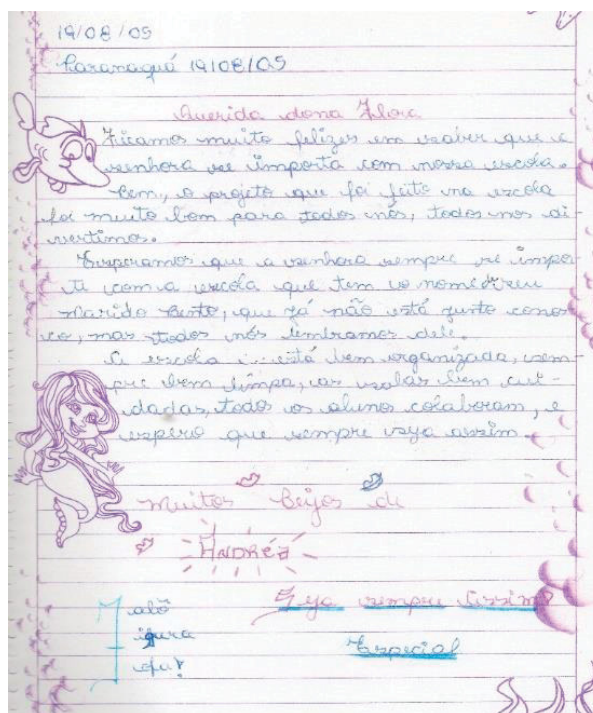 19/08/05
Paranaguá 19/08/05
Querida dona Flora
Ficamos muito felizes em saber que a
senhora se importa com nossa escola.
Bem, o projeto que foi feito na escola
foi muito bom para todos nós, todos nos di-
vertimos.
Esperamos que a senhora sempre se impor
te com a escola que tem o nome
marido Bento, que já não está junto conos
co, mas todos nós lembramos dele.
A escola está bem organizada, sem-
pre bem limpa, as salas bem cui-
dadas, todo os alunos colaboram, e
espero que sempre seja assim.
Muitos beijos de
Andréa
Seja sempre assim!
Especial